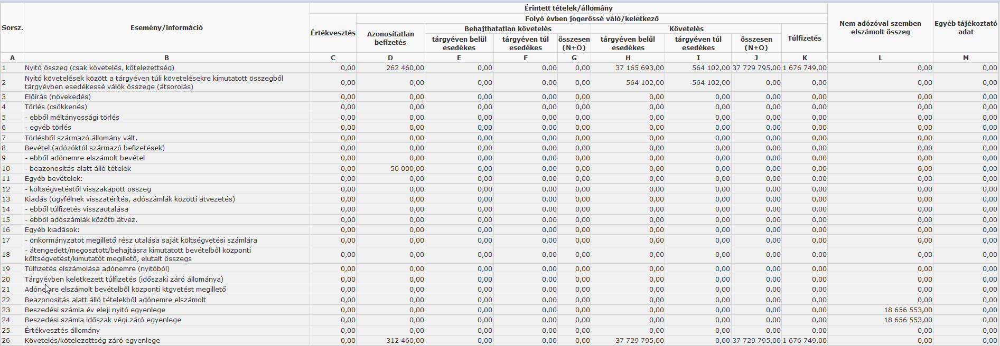 Érintett tételek/állomány
Folyó évben jogerőssé váló/keletkező
Sorsz. Esemény/információ Értékvesztés Azonosítatlan befizetés Behajthatatlan követelés Követelés Túlfizetés Nem adózóval szemben elszámolt összeg Egyéb tájékoztató adat
tárgyéven belül esedékes tárgyéven túl esedékes összesen (N+O) tárgyéven belül esedékes tárgyéven túl esedékes összesen (N+O)
A B C D E F G H I J K L M
1 Nyitó összeg (csak követelés, kötelezettség) 0,00 262 460,00 0,00 0,00 0,00 37 165 693,00 564 102,00 37 729 795,00 1 676 749,00 0,00 0,00
2 Nyitó követelések között a tárgyéven túli követelésekre kimutatott összegből
tárgyévben esedékessé válók összege (átsorolás) 0,00 0,00 0,00 0,00 0,00 564 102,00 -564 102,00 0,00 0,00 0,00 0,00
3 Előírás (növekedés) 0,00 0,00 0,00 0,00 0,00 0,00 0,00 0,00 0,00 0,00 0,00
4 Törlés (csökkenés) 0,00 0,00 0,00 0,00 0,00 0,00 0,00 0,00 0,00 0,00 0,00
5 - ebből méltányossági törlés 0,00 0,00 0,00 0,00 0,00 0,00 0,00 0,00 0,00 0,00 0,00
6 - egyéb törlés 0,00 0,00 0,00 0,00 0,00 0,00 0,00 0,00 0,00 0,00 0,00
7 Törlésből származó állomány vált. 0,00 0,00 0,00 0,00 0,00 0,00 0,00 0,00 0,00 0,00 0,00
8 Bevétel (adózóktól származó befizetések) 0,00 0,00 0,00 0,00 0,00 0,00 0,00 0,00 0,00 0,00 0,00
9 - ebből adónemre elszámolt bevétel 0,00 0,00 0,00 0,00 0,00 0,00 0,00 0,00 0,00 0,00 0,00
10 - beazonosítás alatt álló tételek 0,00 50 000,00 0,00 0,00 0,00 0,00 0,00 0,00 0,00 0,00 0,00
11 Egyéb bevételek: 0,00 0,00 0,00 0,00 0,00 0,00 0,00 0,00 0,00 0,00 0,00
12 - költségvetéstől visszakapott összeg 0,00 0,00 0,00 0,00 0,00 0,00 0,00 0,00 0,00 0,00 0,00
13 Kiadás (ügyfélnek visszatérítés, adószámlák közötti átvezetés) 0,00 0,00 0,00 0,00 0,00 0,00 0,00 0,00 0,00 0,00 0,00
14 - ebből túlfizetés visszautalása 0,00 0,00 0,00 0,00 0,00 0,00 0,00 0,00 0,00 0,00 0,00
15 - ebből adószámlák közötti átvez. 0,00 0,00 0,00 0,00 0,00 0,00 0,00 0,00 0,00 0,00 0,00
16 Egyéb kiadások: 0,00 0,00 0,00 0,00 0,00 0,00 0,00 0,00 0,00 0,00 0,00
17 - önkormányzatot megillető rész utalása saját költségvetési számlára 0,00 0,00 0,00 0,00 0,00 0,00 0,00 0,00 0,00 0,00 0,00
18 - átengedett/megosztott/behajtásra kimutatott bevételből központi
költségvetést/kimutatót megillető, elutalt összegs 0,00 0,00 0,00 0,00 0,00 0,00 0,00 0,00 0,00 0,00 0,00
19 Túlfizetés elszámolása adónemre (nyitóból) 0,00 0,00 0,00 0,00 0,00 0,00 0,00 0,00 0,00 0,00 0,00
20 Tárgyévben keletkezett túlfizetés (időszaki záró állománya) 0,00 0,00 0,00 0,00 0,00 0,00 0,00 0,00 0,00 0,00 0,00
21 elszámolt bevételből központi ktgvetést megillető 0,00 0,00 0,00 0,00 0,00 0,00 0,00 0,00 0,00 0,00 0,00
22 Beazonosítás alatt álló tételekből adónemre elszámolt 0,00 0,00 0,00 0,00 0,00 0,00 0,00 0,00 0,00 0,00 0,00
23 Beszedési számla év eleji nyitó egyenlege 0,00 0,00 0,00 0,00 0,00 0,00 0,00 0,00 0,00 18 656 553,00 0,00
24 Beszedési számla időszak végi záró egyenlege 0,00 0,00 0,00 0,00 0,00 0,00 0,00 0,00 0,00 18 656 553,00 0,00
25 Értékvesztés állomány 0,00 0,00 0,00 0,00 0,00 0,00 0,00 0,00 0,00 0,00 0,00
26 Követelés/kötelezettség záró egyenlege 0,00 312 460,00 0,00 0,00 0,00 37 729 795,00 0,00 37 729 795,00 1 676 749,00 0,00 0,00